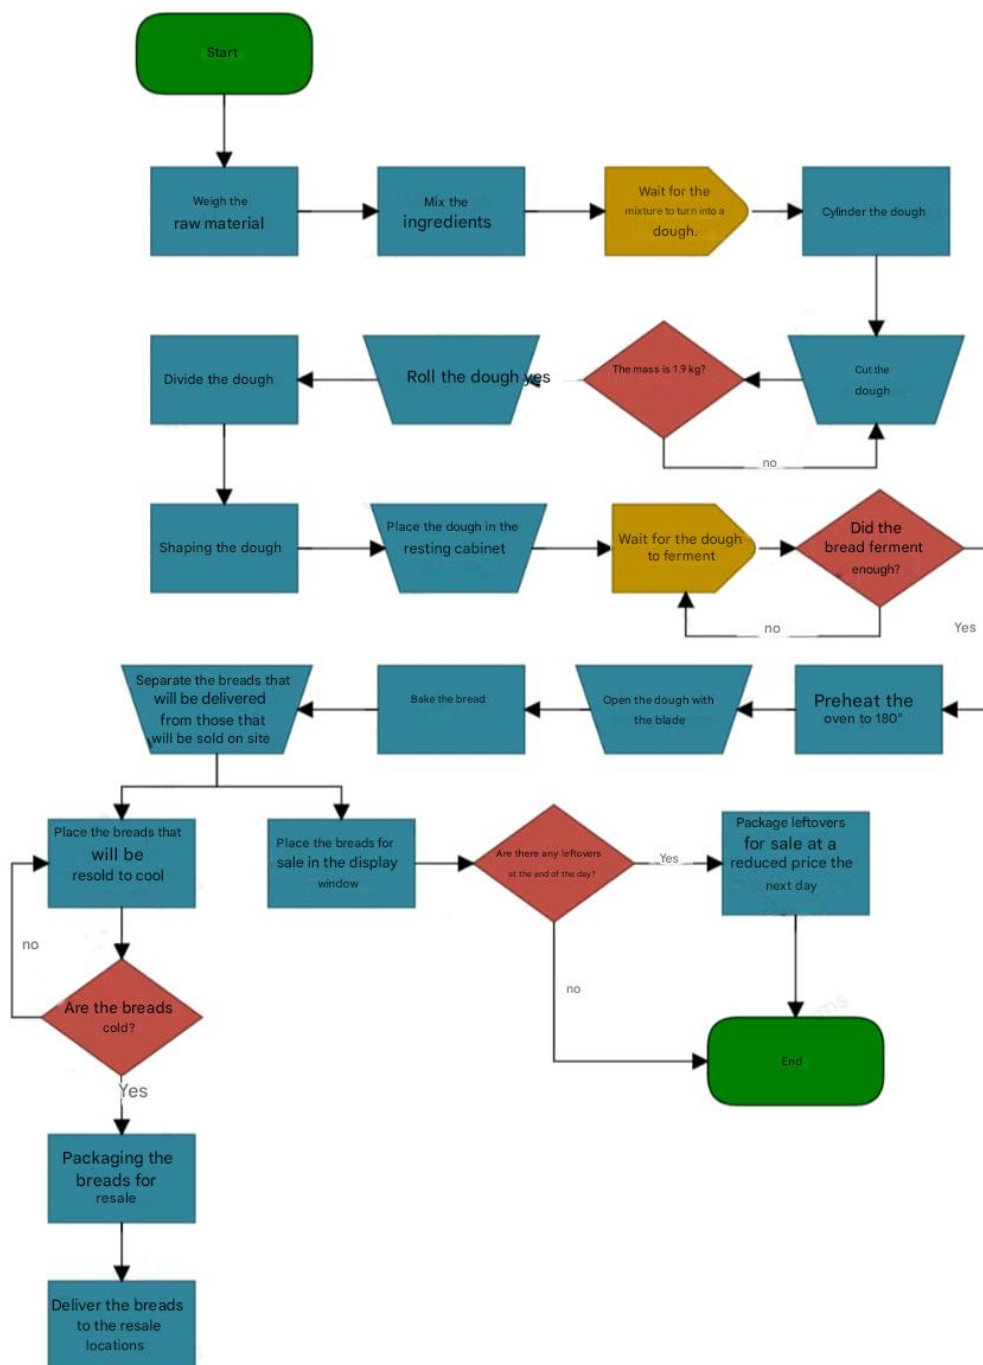 Start
Weigh the
raw material
Mix the
ingredients
Wait for the
mixture to turn into a
dough.
Cylinder the dough
Divide the dough
Roll the dough yes
The mass is 1.9 kg?
Cut the
dough
no
Shaping the dough
Place the dough in the
resting cabinet
Wait for the dough
to ferment
Did the
bread ferment
enough?
no
Yes
Separate the breads that
will be delivered
from those that
will be sold on site
Bake the bread
Open the dough with
the blade
Preheat the
oven to 180°
Place the breads that
will be
resold to cool
Place the breads for
sale in the display
window
Are there any leftovers
at the end of the day?
Yes
Package leftovers
for sale at a
reduced price the
next day
no
Are the breads
cold?
no
End
Yes
Packaging the
breads for
resale
Deliver the breads
to the resale
locations